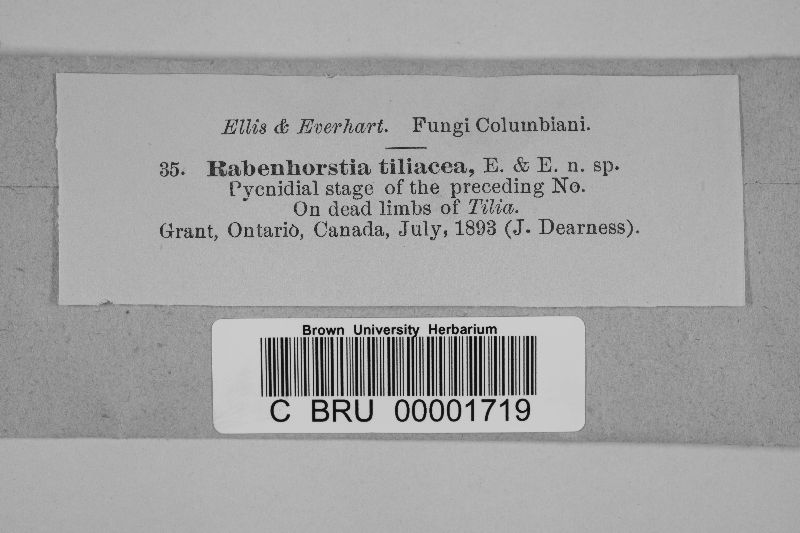 Ellis & Everhart. Fungi Columbiani.
35. Rabenhorstia tiliacea, E. & E. n. sp.
Pycnidial stage of the preceding No.
On dead limbs of Tilia.
Grant, Ontario, Canada, July, 1893 (J. Dearness).
Brown University Herbarium
C BRU 00001719